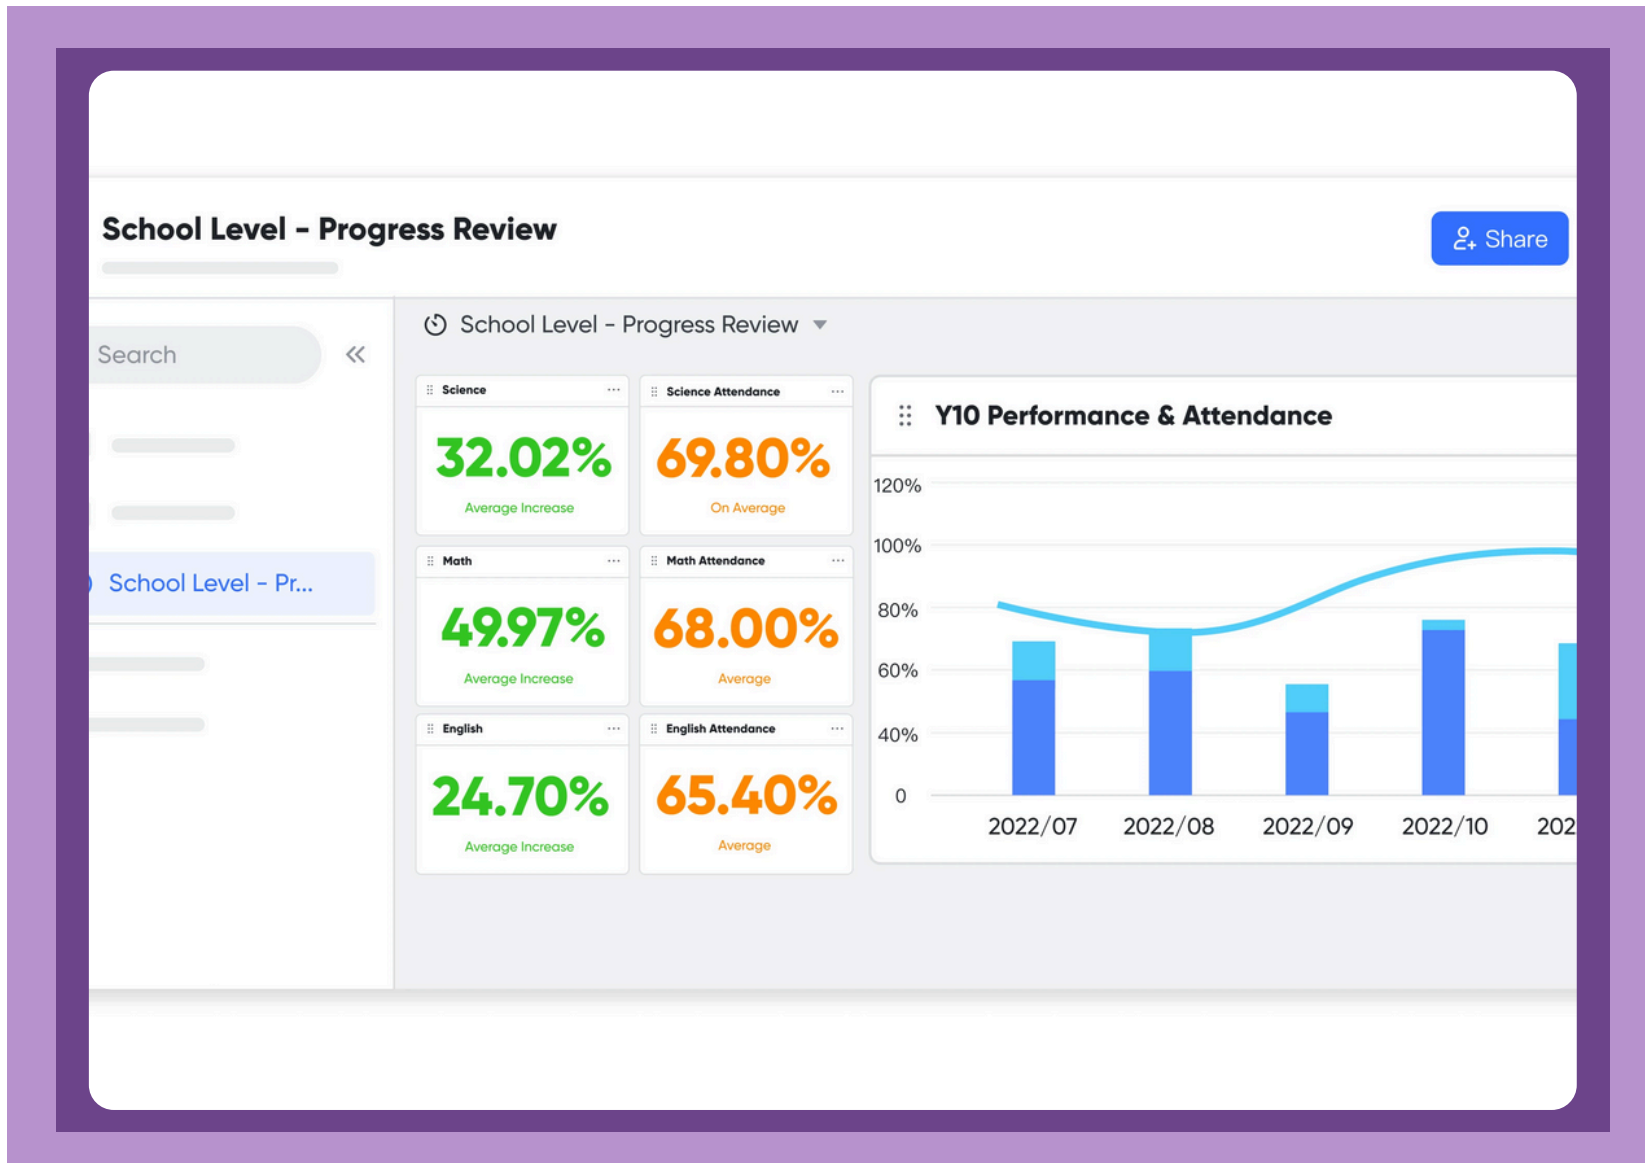 School Level - Progress Review
Share
Search
School Level - Pr...
School Level - Progress Review
Science
32.02%
Average Increase
Science Attendance
69.80%
On Average
Math
49.97%
Average Increase
Math Attendance
68.00%
Average
English
24.70%
Average Increase
English Attendance
65.40%
Average
Y10 Performance & Attendance
120%
100%
80%
60%
40%
0
2022/07
2022/08
2022/09
2022/10
202